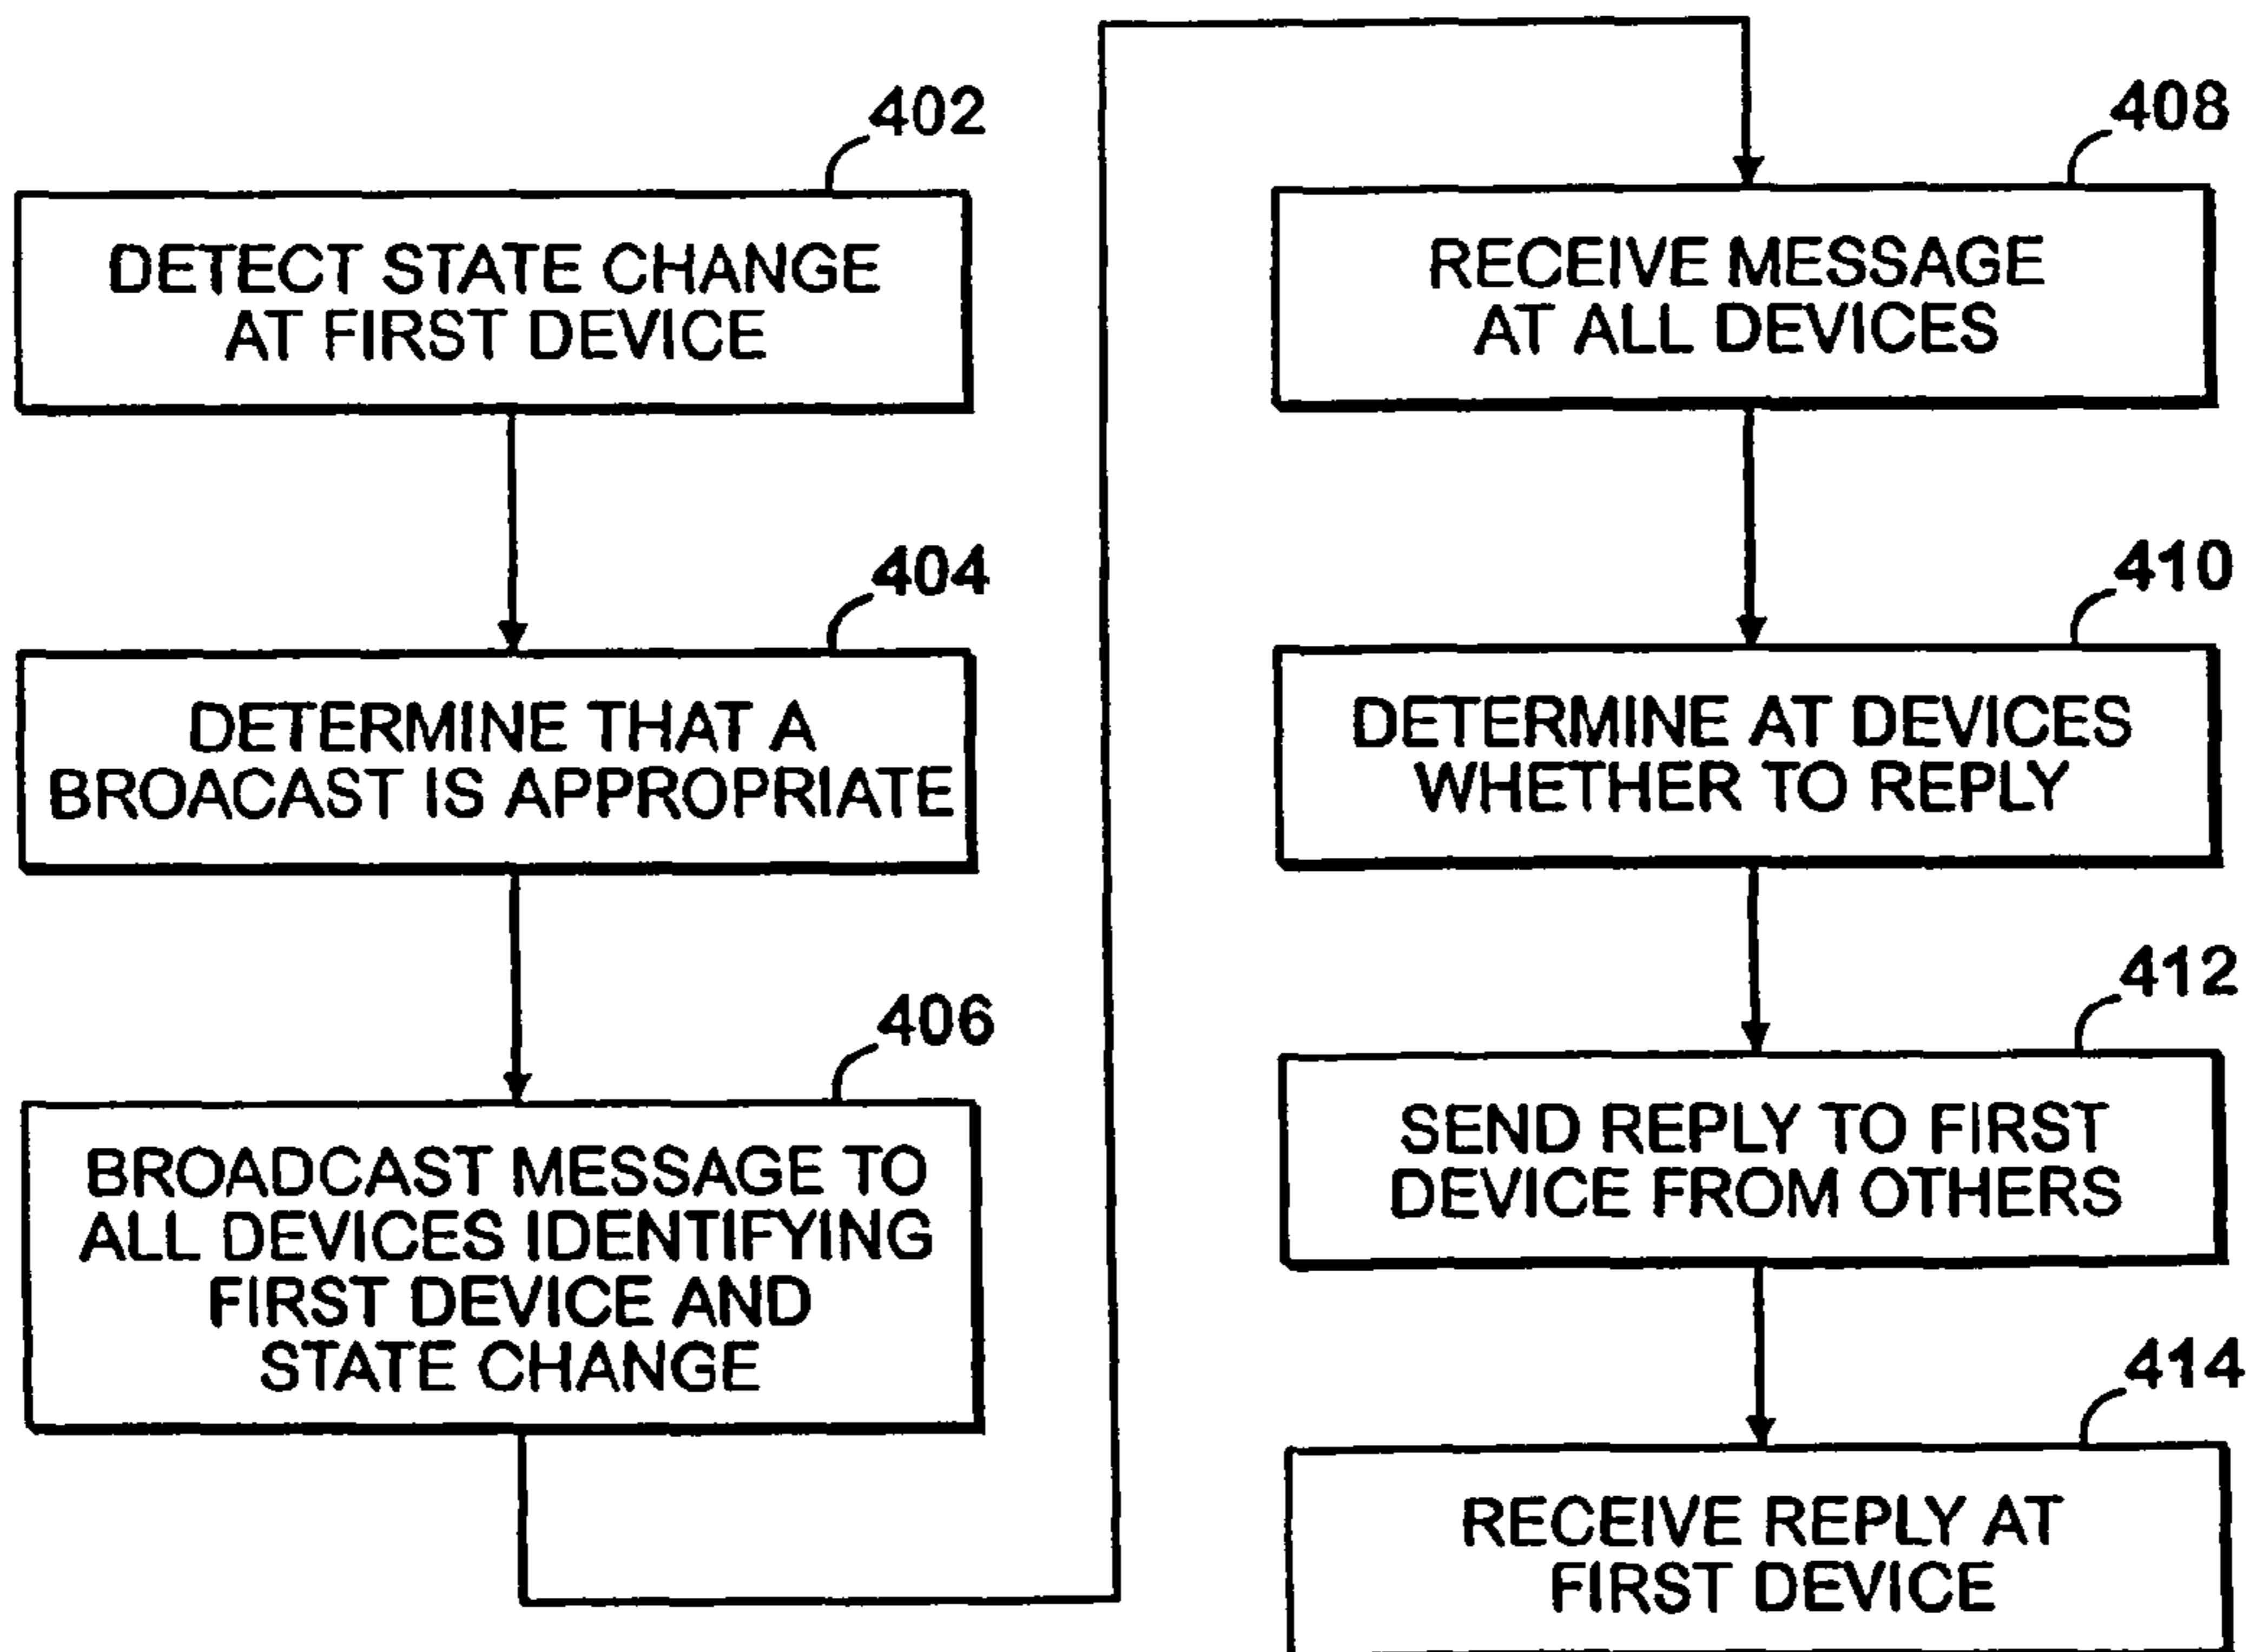 402
DETECT STATE CHANGE
AT FIRST DEVICE
404
DETERMINE THAT A
BROACAST IS APPROPRIATE
406
BROADCAST MESSAGE TO
ALL DEVICES IDENTIFYING
FIRST DEVICE AND
STATE CHANGE
408
RECEIVE MESSAGE
AT ALL DEVICES
410
DETERMINE AT DEVICES
WHETHER TO REPLY
412
SEND REPLY TO FIRST
DEVICE FROM OTHERS
414
RECEIVE REPLY AT
FIRST DEVICE